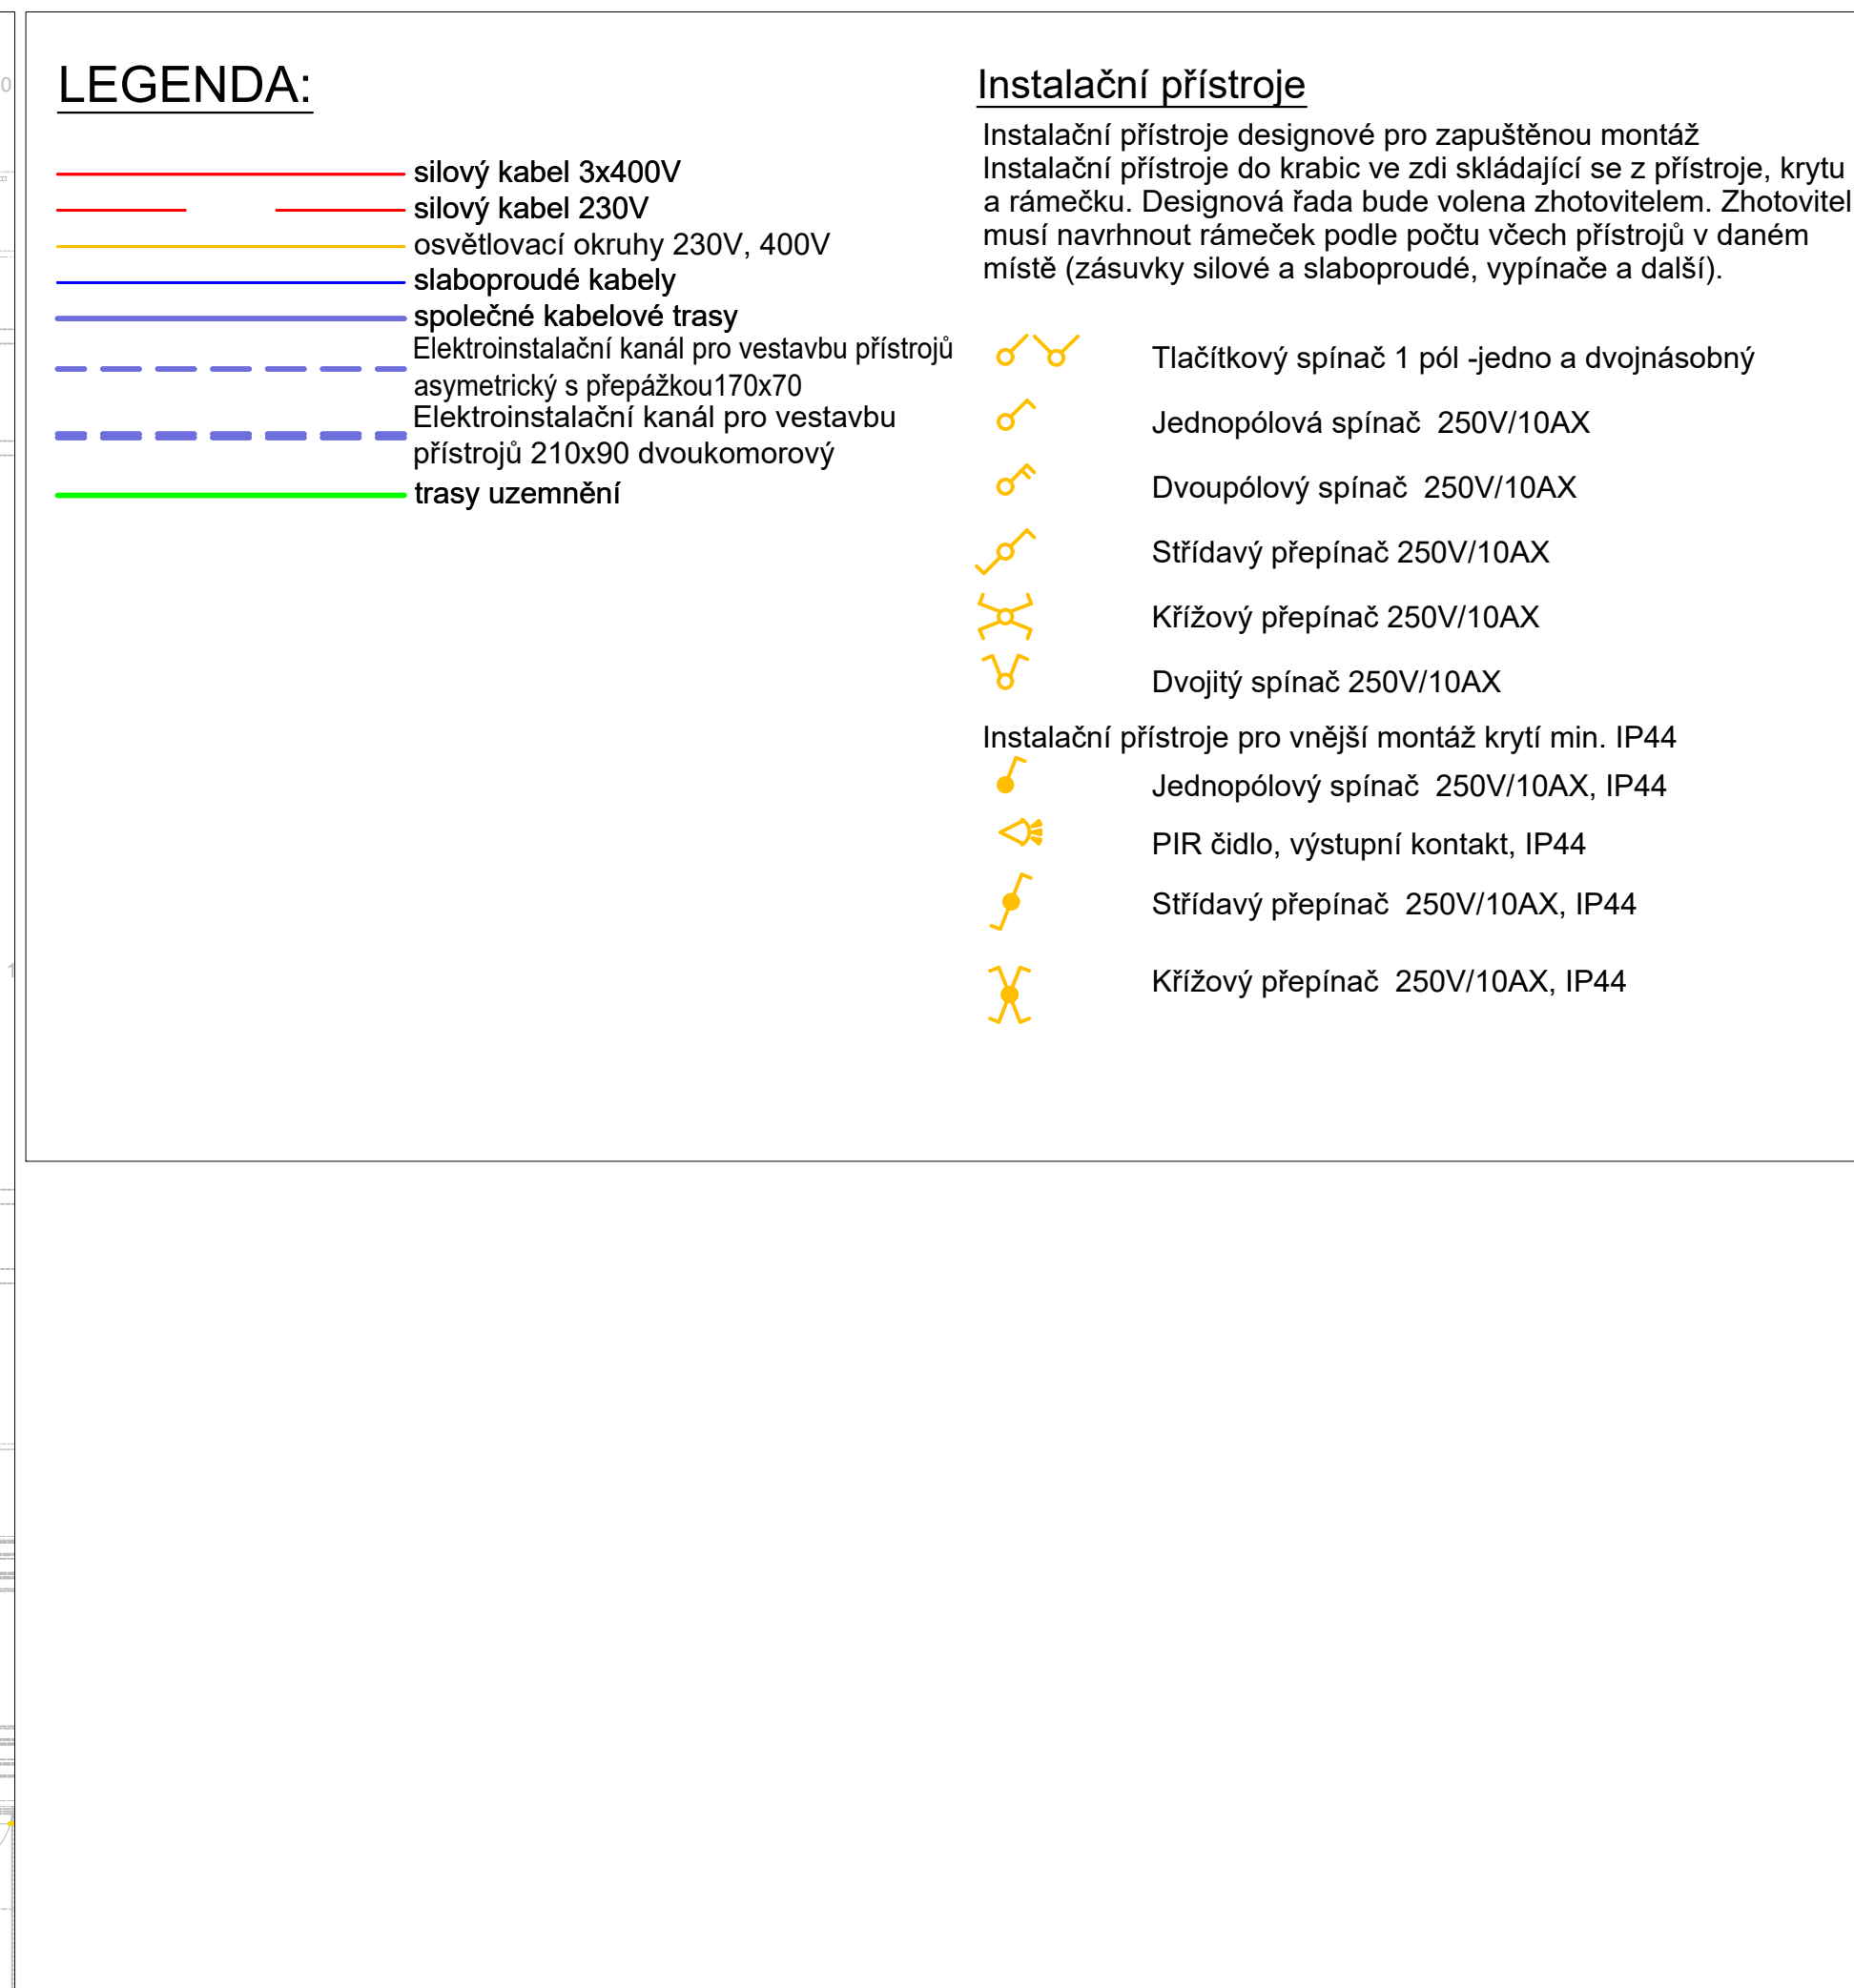 LEGENDA:
silový kabel 3x400V
silový kabel 230V
osvětlovací okruhy 230V, 400V
slaboproudé kabely
společné kabelové trasy
Elektroinstalační kanál pro vestavbu přístrojů
asymetrický s přepážkou170x70
Elektroinstalační kanál pro vestavbu
přístrojů 210x90 dvoukomorový
trasy uzemnění
Instalační přístroje
Instalační přístroje designové pro zapuštěnou montáž
Instalační přístroje do krabic ve zdi skládající se z přístroje, krytu
a rámečku. Designová řada bude volena zhotovitelem. Zhotovitel
musí navrhnout rámeček podle počtu včech přístrojů v daném
místě (zásuvky silové a slaboproudé, vypínače a další).
Tlačítkový spínač 1 pól -jedno a dvojnásobný
Jednopólová spínač  250V/10AX
Dvoupólový spínač  250V/10AX
Střídavý přepínač 250V/10AX
Křížový přepínač 250V/10AX
Dvojitý spínač 250V/10AX
Instalační přístroje pro vnější montáž krytí min. IP44
Jednopólový spínač  250V/10AX, IP44
PIR čidlo, výstupní kontakt, IP44
Střídavý přepínač  250V/10AX, IP44
Křížový přepínač  250V/10AX, IP44
0
1